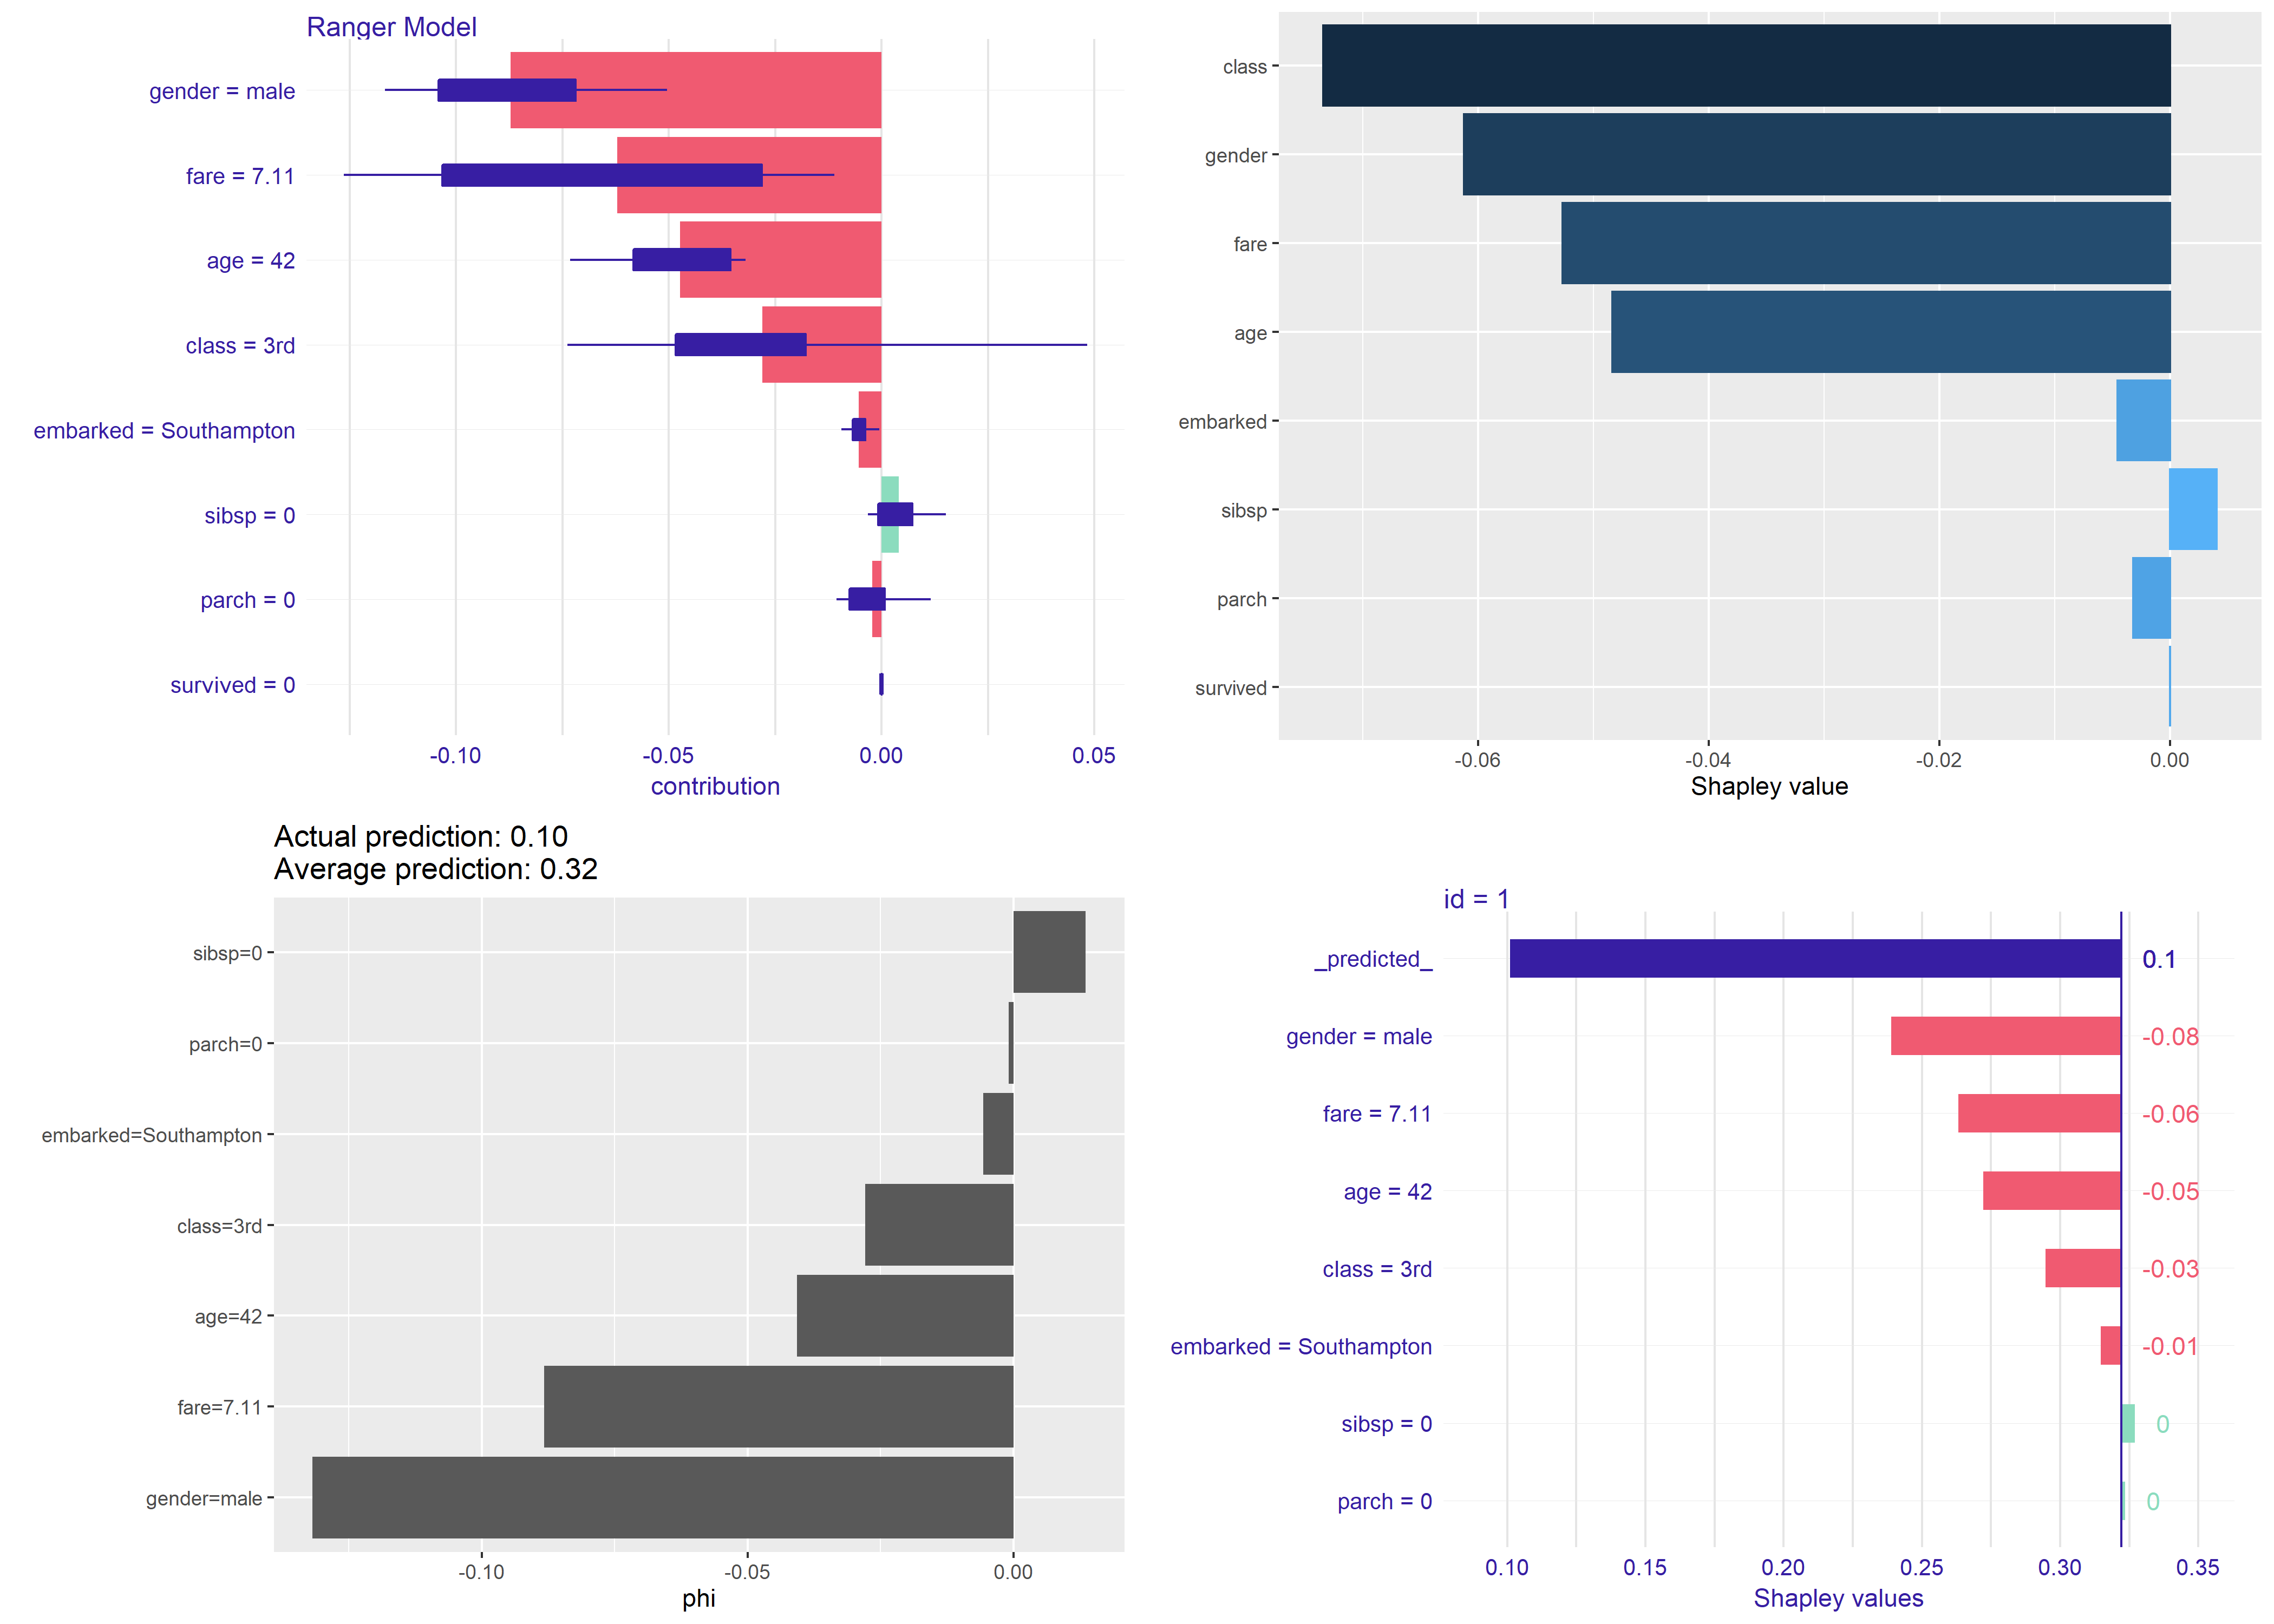 Ranger Model
gender = male
fare = 7.11
age = 42
class = 3rd
embarked = Southampton
sibsp = 0
parch = 0
survived = 0
-0.10 -0.05 0.00 0.05
contribution
class
gender
fare
age
embarked
sibsp
parch
survived
-0.06 -0.04 -0.02 0.00
Shapley value
Actual prediction: 0.10
Average prediction: 0.32
sibsp=0
parch=0
embarked=Southampton
class=3rd
age=42
fare=7.11
gender=male
-0.10 -0.05 0.00
phi
id = 1
_predicted_ 0.1
gender = male -0.08
fare = 7.11 -0.06
age = 42 -0.05
class = 3rd -0.03
embarked = Southampton -0.01
sibsp = 0 0
parch = 0 0
0.10 0.15 0.20 0.25 0.30 0.35
Shapley values